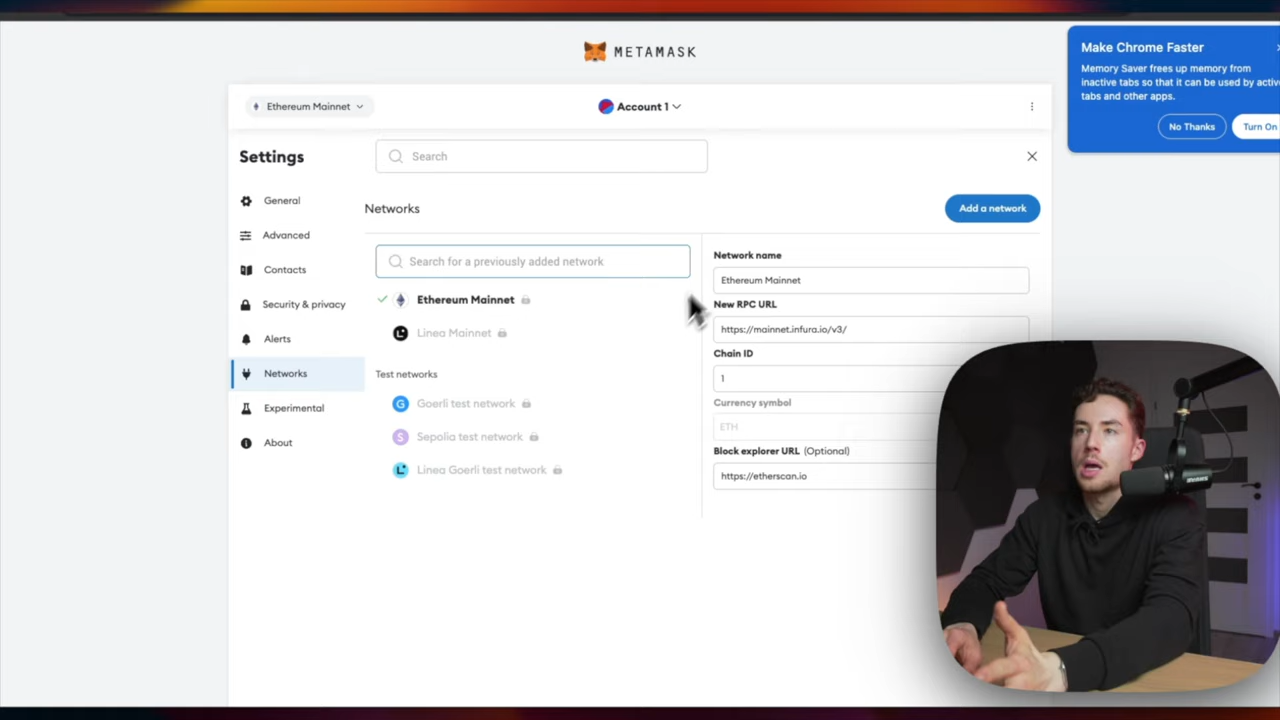 METAMASK
Make Chrome Faster
Memory Saver frees up memory from
inactive tabs so that it can be used by active
tabs and other apps.
No Thanks
Turn On
Ethereum Mainnet
Account 1
Settings
Search
General
Advanced
Contacts
Security & privacy
Alerts
Networks
Experimental
About
Networks
Add a network
Search for a previously added network
Ethereum Mainnet
Linea Mainnet
Test networks
G Goerli test network
S Sepolia test network
Linea Goerli test network
Network name
Ethereum Mainnet
New RPC URL
https://mainnet.infura.io/v3/
Chain ID
1
Currency symbol
ETH
Block explorer URL (Optional)
https://etherscan.io